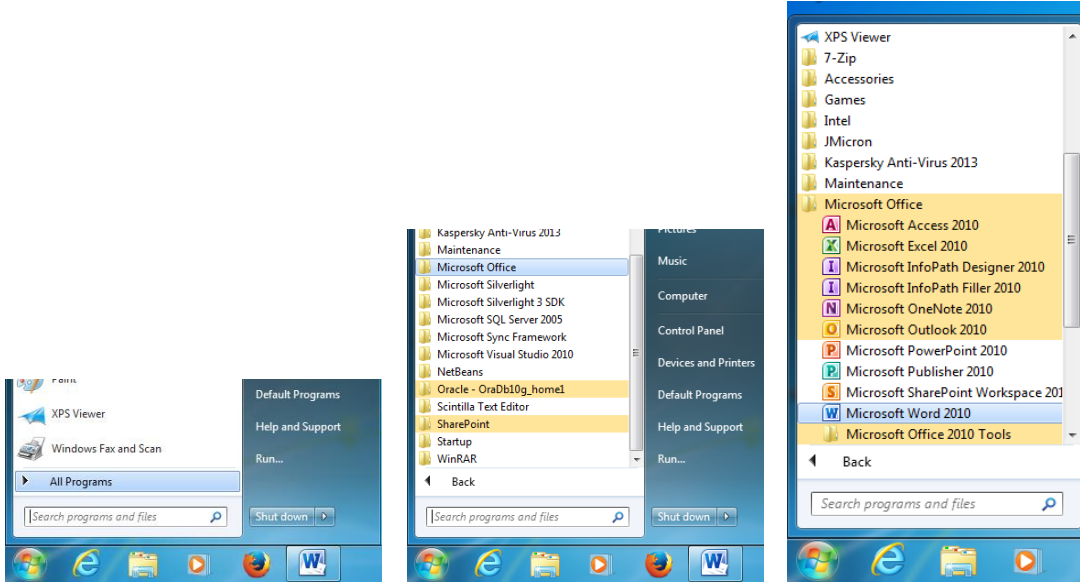 Paint
XPS Viewer
Windows Fax and Scan
All Programs
Search programs and files
Default Programs
Help and Support
Run...
Shut down
Kaspersky Anti-Virus 2013
Maintenance
Microsoft Office
Microsoft Silverlight
Microsoft Silverlight 3 SDK
Microsoft SQL Server 2005
Microsoft Sync Framework
Microsoft Visual Studio 2010
NetBeans
Oracle - OraDb10g_home1
Scintilla Text Editor
SharePoint
Startup
WinRAR
Back
Search programs and files
Pictures
Music
Computer
Control Panel
Devices and Printers
Default Programs
Help and Support
Run...
Shut down
XPS Viewer
7-Zip
Accessories
Games
Intel
JMicron
Kaspersky Anti-Virus 2013
Maintenance
Microsoft Office
Microsoft Access 2010
Microsoft Excel 2010
Microsoft InfoPath Designer 2010
Microsoft InfoPath Filler 2010
Microsoft OneNote 2010
Microsoft Outlook 2010
Microsoft PowerPoint 2010
Microsoft Publisher 2010
Microsoft SharePoint Workspace 201
Microsoft Word 2010
Microsoft Office 2010 Tools
Back
Search programs and files